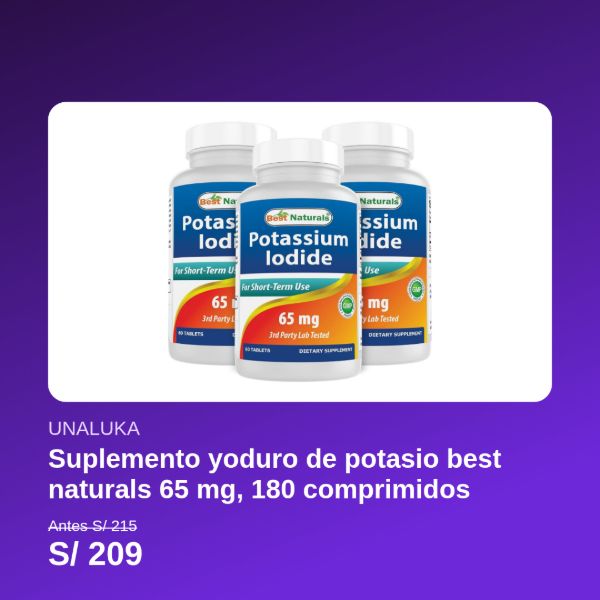 Best Naturals
Potassium
Iodide
For Short-Term Use
65 mg
3rd Party Lab Tested
60 TABLETS
DIETARY SUPPLEMENT
UNALUKA
Suplemento yoduro de potasio best
naturals 65 mg, 180 comprimidos
Antes S/ 215
S/ 209